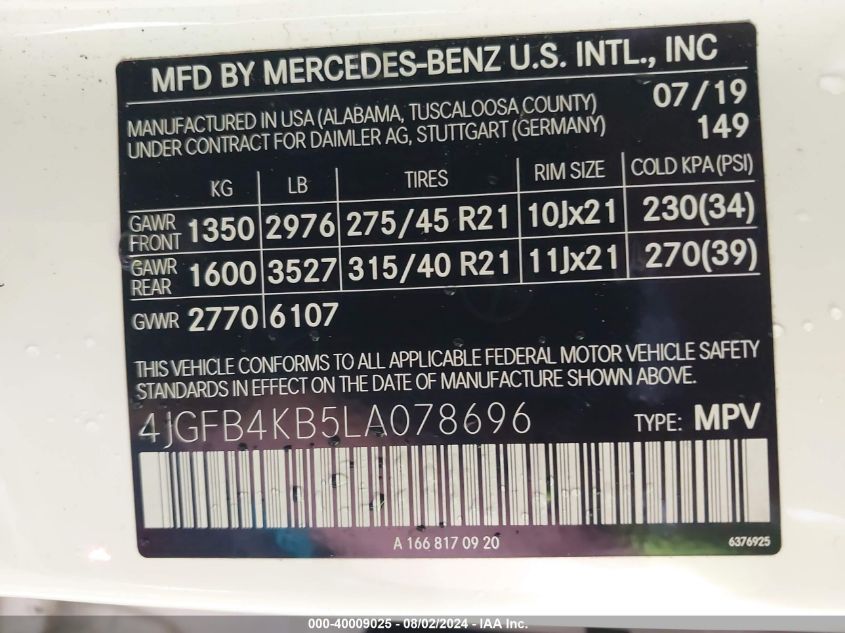 MFD BY MERCEDES-BENZ U.S. INTL., INC
MANUFACTURED IN USA (ALABAMA, TUSCALOOSA COUNTY) 07/19
UNDER CONTRACT FOR DAIMLER AG, STUTTGART (GERMANY) 149
KG LB TIRES RIM SIZE COLD KPA (PSI)
GAWR FRONT 1350 2976 275/45 R21 10Jx21 230(34)
GAWR REAR 1600 3527 315/40 R21 11Jx21 270(39)
GVWR 2770 6107
THIS VEHICLE CONFORMS TO ALL APPLICABLE FEDERAL MOTOR VEHICLE SAFETY
STANDARDS IN EFFECT ON THE DATE OF MANUFACTURE SHOWN ABOVE.
4JGFB4KB5LA078696 TYPE: MPV
A 166 817 09 20 6376925
000-40009025 - 08/02/2024 - IAA Inc.